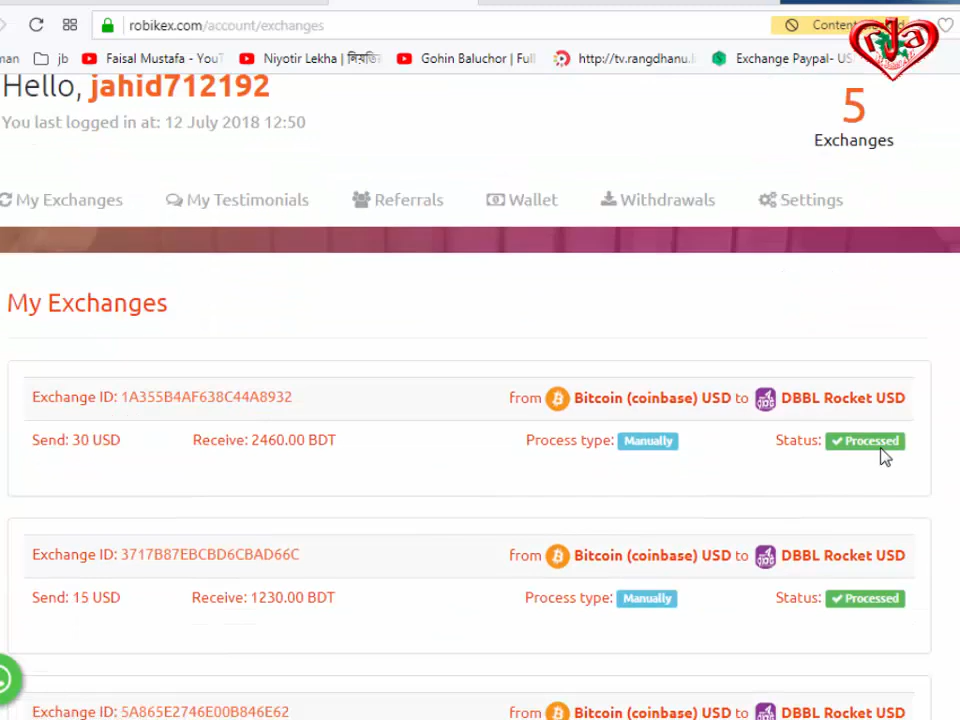 robikex.com/account/exchanges
Conten
man jb Faisal Mustafa - YouT Niyotir Lekha | নিয়তি Gohin Baluchor | Full http://tv.rangdhanu.l Exchange Paypal- US
rja
Hello, jahid712192
You last logged in at: 12 July 2018 12:50
5
Exchanges
My Exchanges My Testimonials Referrals Wallet Withdrawals Settings
My Exchanges
Exchange ID: 1A355B4AF638C44A8932 from Bitcoin (coinbase) USD to DBBL Rocket USD
Send: 30 USD Receive: 2460.00 BDT Process type: Manually Status: Processed
Exchange ID: 3717B87EBCBD6CBAD66C from Bitcoin (coinbase) USD to DBBL Rocket USD
Send: 15 USD Receive: 1230.00 BDT Process type: Manually Status: Processed
Exchange ID: 5A865E2746E00B846E62 from Bitcoin (coinbase) USD to DBBL Rocket USD